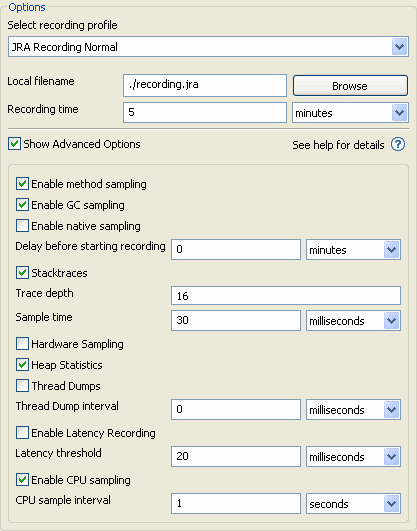 Options
Select recording profile
JRA Recording Normal
Local filename ./recording.jra Browse
Recording time 5 minutes
Show Advanced Options See help for details ?
Enable method sampling
Enable GC sampling
Enable native sampling
Delay before starting recording 0 minutes
Stacktraces
Trace depth 16
Sample time 30 milliseconds
Hardware Sampling
Heap Statistics
Thread Dumps
Thread Dump interval 0 milliseconds
Enable Latency Recording
Latency threshold 20 milliseconds
Enable CPU sampling
CPU sample interval 1 seconds